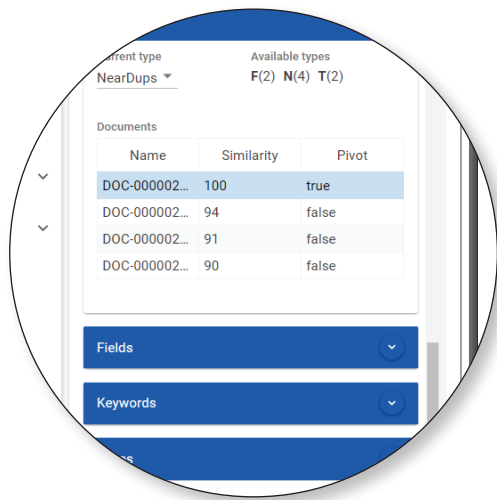 type
Available types
NearDups
F(2) N(4) T(2)
Documents
Name Similarity Pivot
DOC-000002... 100 true
DOC-000002... 94 false
DOC-000002... 91 false
DOC-000002... 90 false
Fields
Keywords